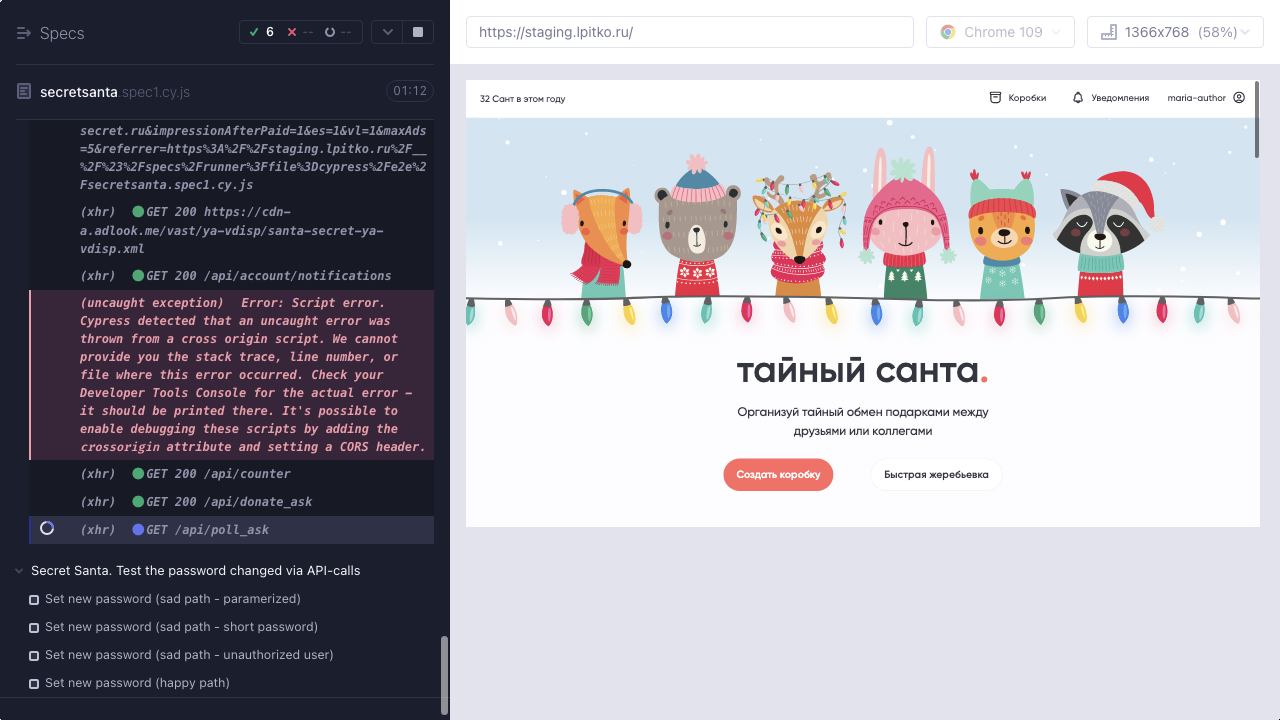 Specs
6 -- --
secretsanta.spec1.cy.js
01:12
secret.ru&impressionAfterPaid=1&es=1&vl=1&maxAds
=5&referrer=https%3A%2F%2Fstaging.lpitko.ru%2F__
%2F%23%2Fspecs%2Frunner%3Ffile%3Dcypress%2Fe2e%2
Fsecretsanta.spec1.cy.js
(xhr) GET 200 https://cdn-
a.adlook.me/vast/ya-vdisp/santa-secret-ya-
vdisp.xml
(xhr) GET 200 /api/account/notifications
(uncaught exception) Error: Script error.
Cypress detected that an uncaught error was
thrown from a cross origin script. We cannot
provide you the stack trace, line number, or
file where this error occurred. Check your
Developer Tools Console for the actual error -
it should be printed there. It's possible to
enable debugging these scripts by adding the
crossorigin attribute and setting a CORS header.
(xhr) GET 200 /api/counter
(xhr) GET 200 /api/donate_ask
(xhr) GET /api/poll_ask
Secret Santa. Test the password changed via API-calls
Set new password (sad path - paramerized)
Set new password (sad path - short password)
Set new password (sad path - unauthorized user)
Set new password (happy path)
https://staging.lpitko.ru/
Chrome 109
1366x768 (58%)
32 Сант в этом году
Коробки
Уведомления
maria-author
тайный санта.
Организуй тайный обмен подарками между
друзьями или коллегами
Создать коробку
Быстрая жеребьевка